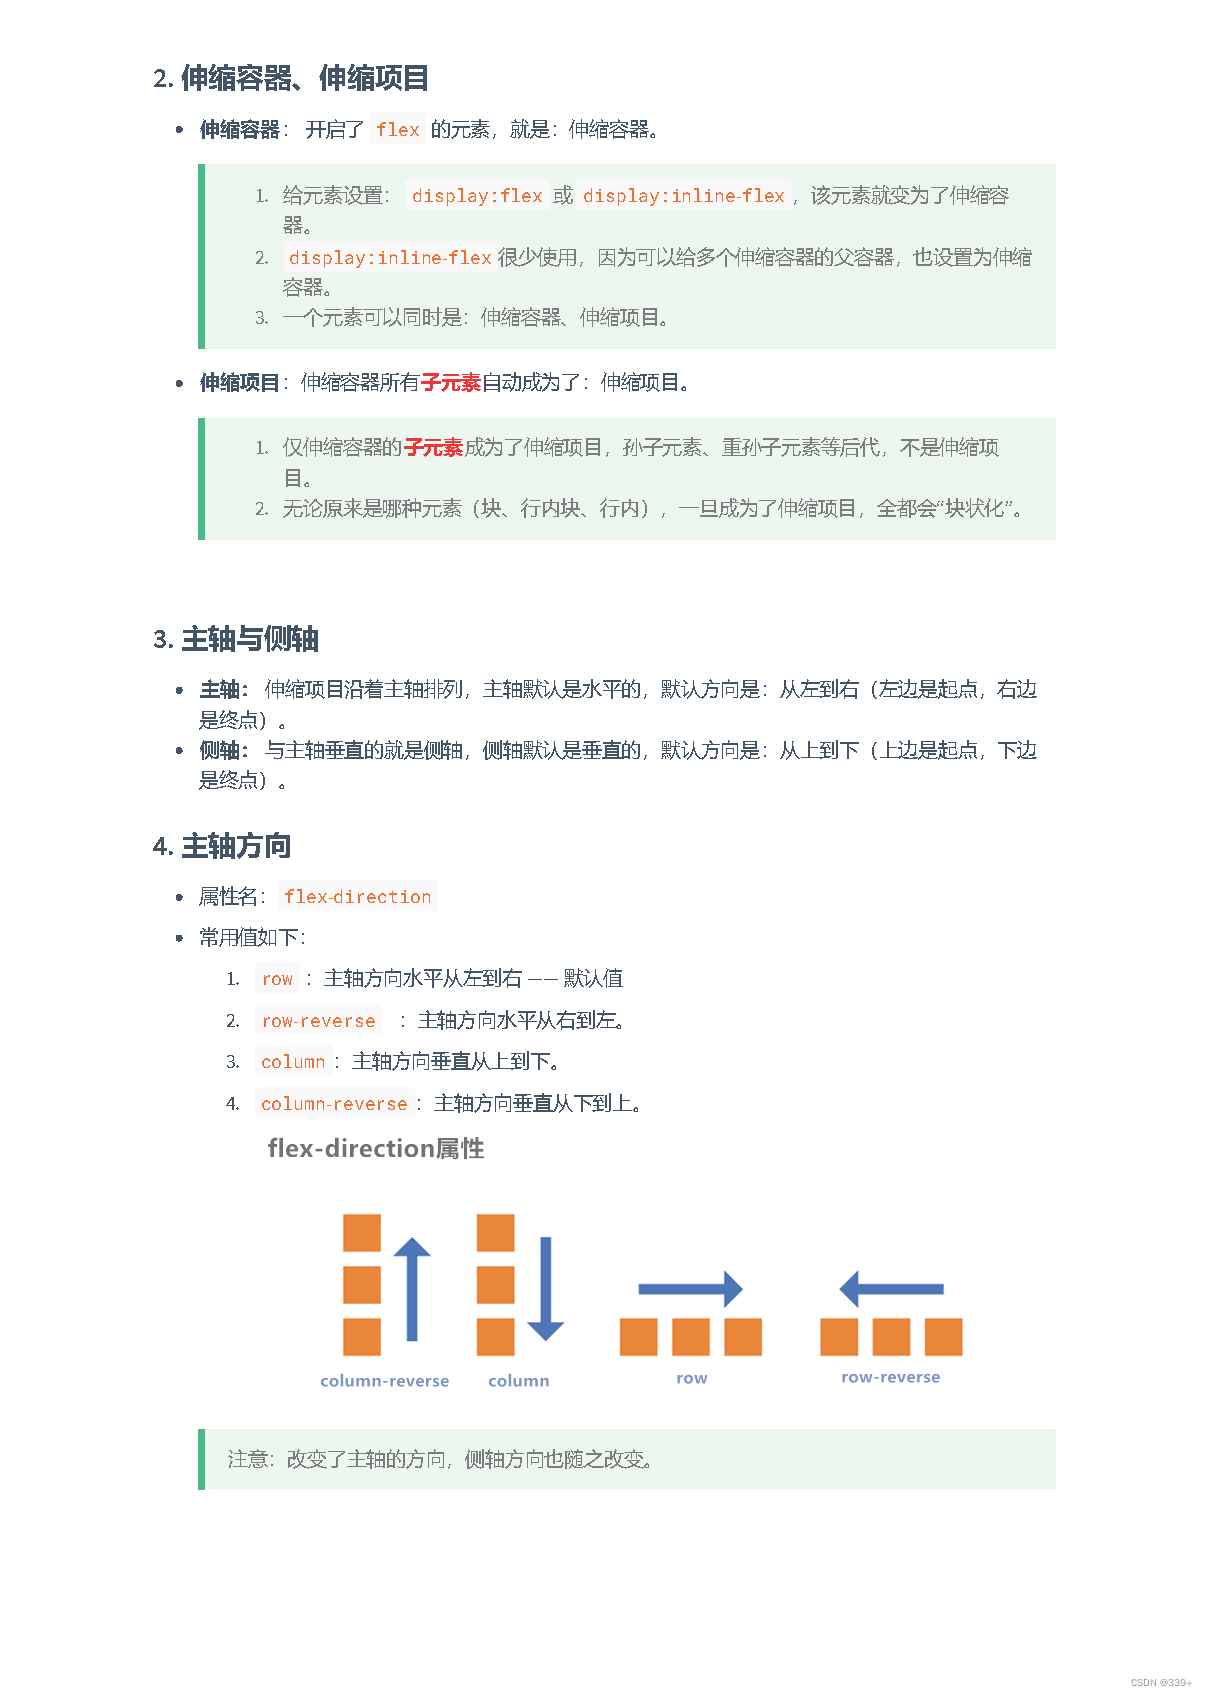 2. 伸缩容器、伸缩项目
• 伸缩容器： 开启了 flex 的元素，就是：伸缩容器。
1. 给元素设置： display:flex 或 display:inline-flex ，该元素就变为了伸缩容
器。
2. display:inline-flex 很少使用，因为可以给多个伸缩容器的父容器，也设置为伸缩
容器。
3. 一个元素可以同时是：伸缩容器、伸缩项目。
• 伸缩项目：伸缩容器所有子元素自动成为了：伸缩项目。
1. 仅伸缩容器的子元素成为了伸缩项目，孙子元素、重孙子元素等后代，不是伸缩项
目。
2. 无论原来是哪种元素（块、行内块、行内），一旦成为了伸缩项目，全都会“块状化”。
3. 主轴与侧轴
• 主轴： 伸缩项目沿着主轴排列，主轴默认是水平的，默认方向是：从左到右（左边是起点，右边
是终点）。
• 侧轴： 与主轴垂直的就是侧轴，侧轴默认是垂直的，默认方向是：从上到下（上边是起点，下边
是终点）。
4. 主轴方向
• 属性名： flex-direction
• 常用值如下：
1. row ：主轴方向水平从左到右 —— 默认值
2. row-reverse ：主轴方向水平从右到左。
3. column ：主轴方向垂直从上到下。
4. column-reverse ：主轴方向垂直从下到上。
flex-direction属性
column-reverse
column
row
row-reverse
注意：改变了主轴的方向，侧轴方向也随之改变。
CSDN @339+